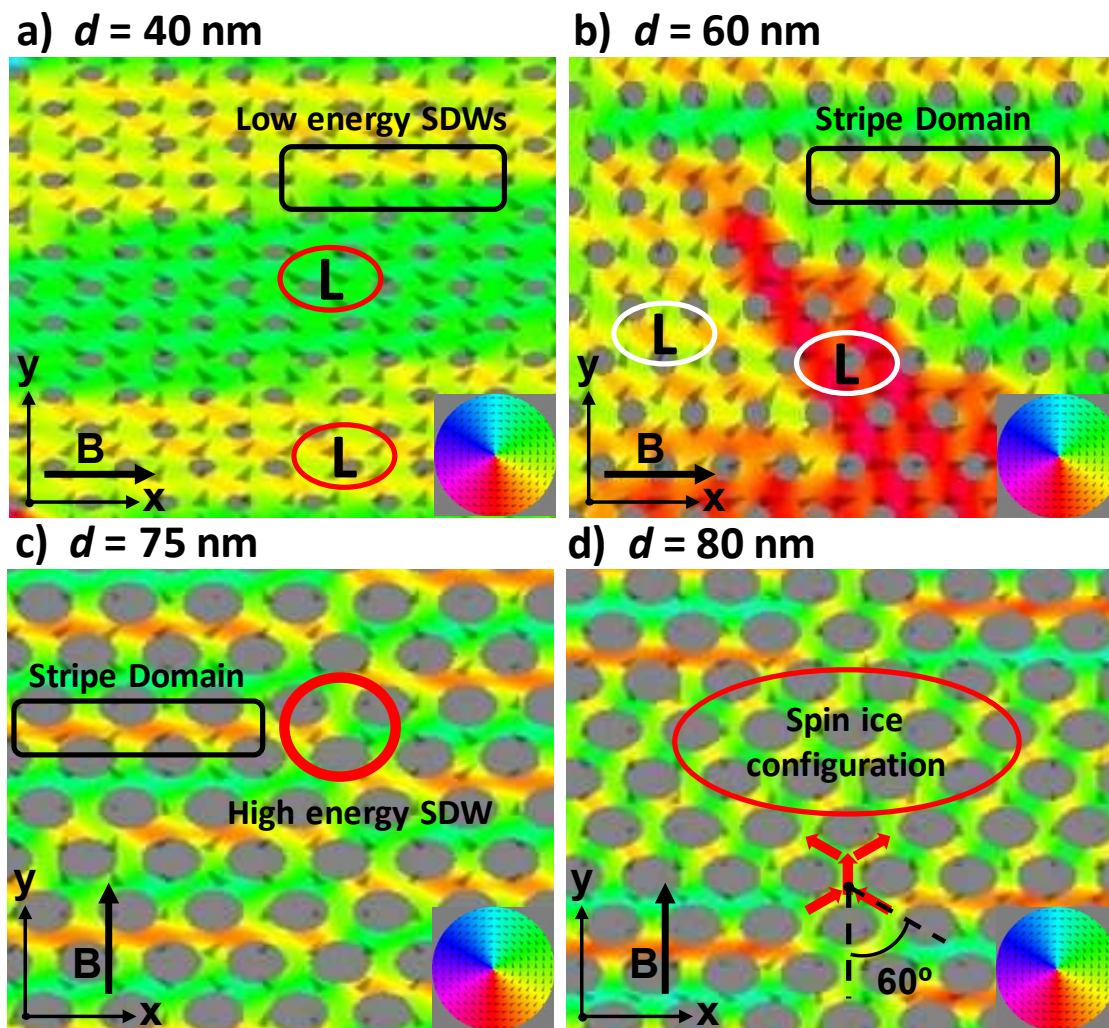 a) d = 40 nm
Low energy SDWs
L
L
y
B
x
b) d = 60 nm
Stripe Domain
L
L
y
B
x
c) d = 75 nm
Stripe Domain
High energy SDW
y
B
x
d) d = 80 nm
Spin ice
configuration
y
B
x
60º